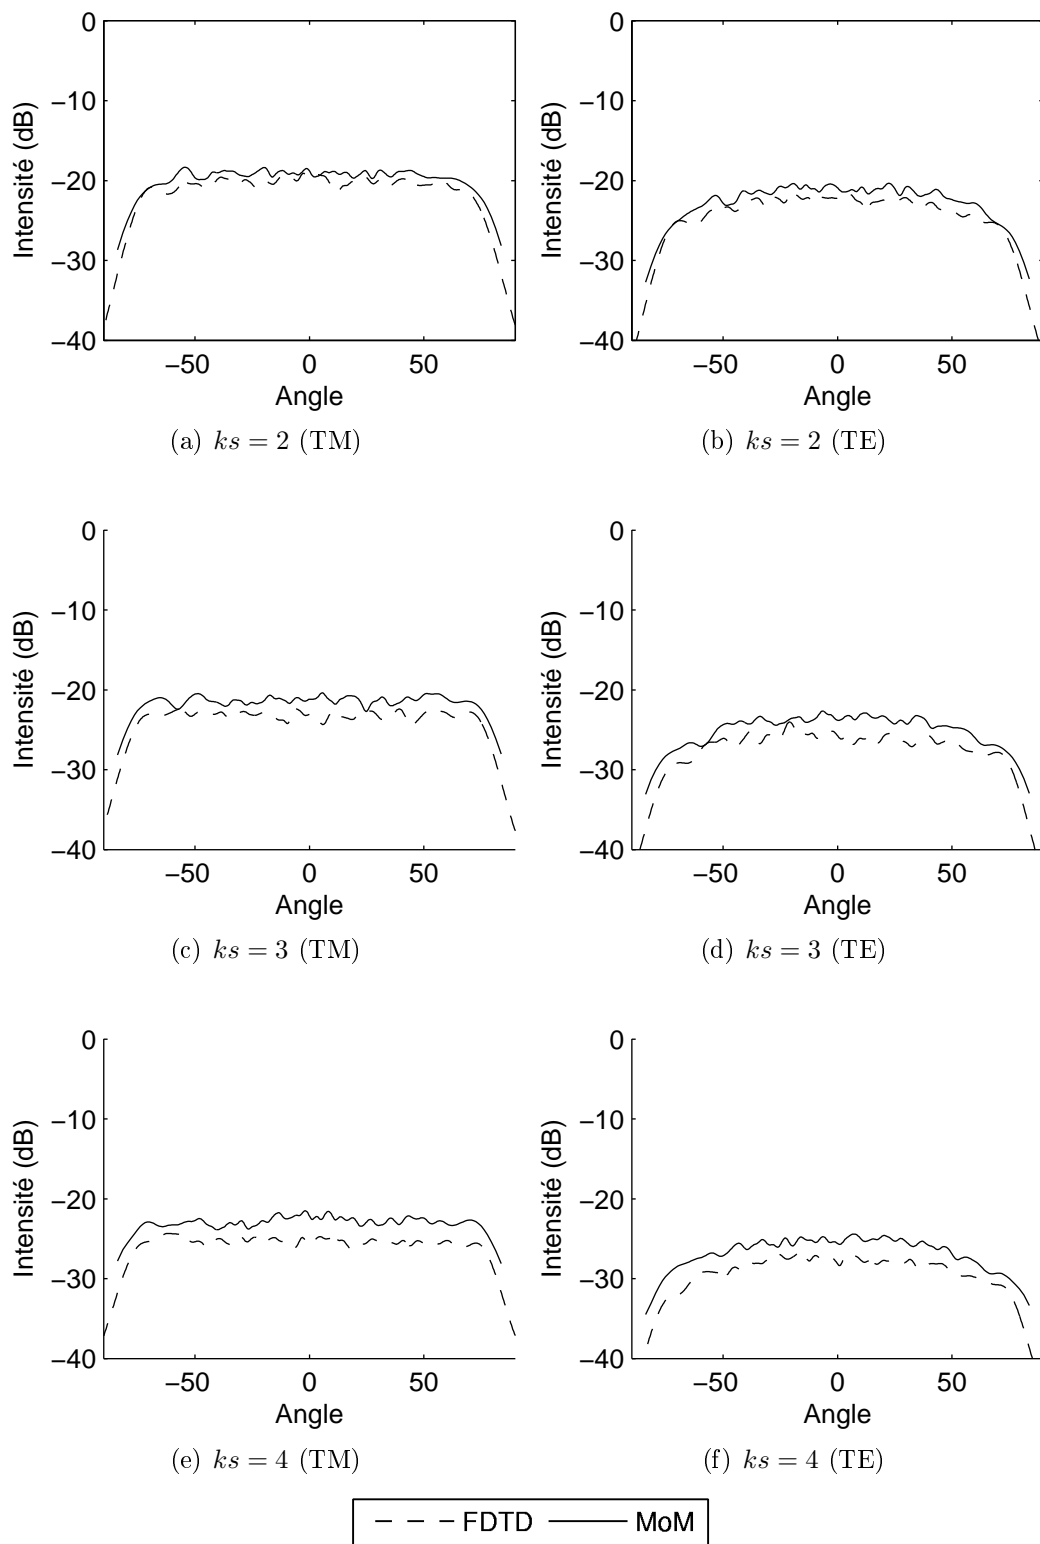 0
−10
−20
−30
−40
Intensité (dB)
−50 0 50
Angle
(a) ks = 2 (TM)
0
−10
−20
−30
−40
Intensité (dB)
−50 0 50
Angle
(b) ks = 2 (TE)
0
−10
−20
−30
−40
Intensité (dB)
−50 0 50
Angle
(c) ks = 3 (TM)
0
−10
−20
−30
−40
Intensité (dB)
−50 0 50
Angle
(d) ks = 3 (TE)
0
−10
−20
−30
−40
Intensité (dB)
−50 0 50
Angle
(e) ks = 4 (TM)
0
−10
−20
−30
−40
Intensité (dB)
−50 0 50
Angle
(f) ks = 4 (TE)
FDTD MoM